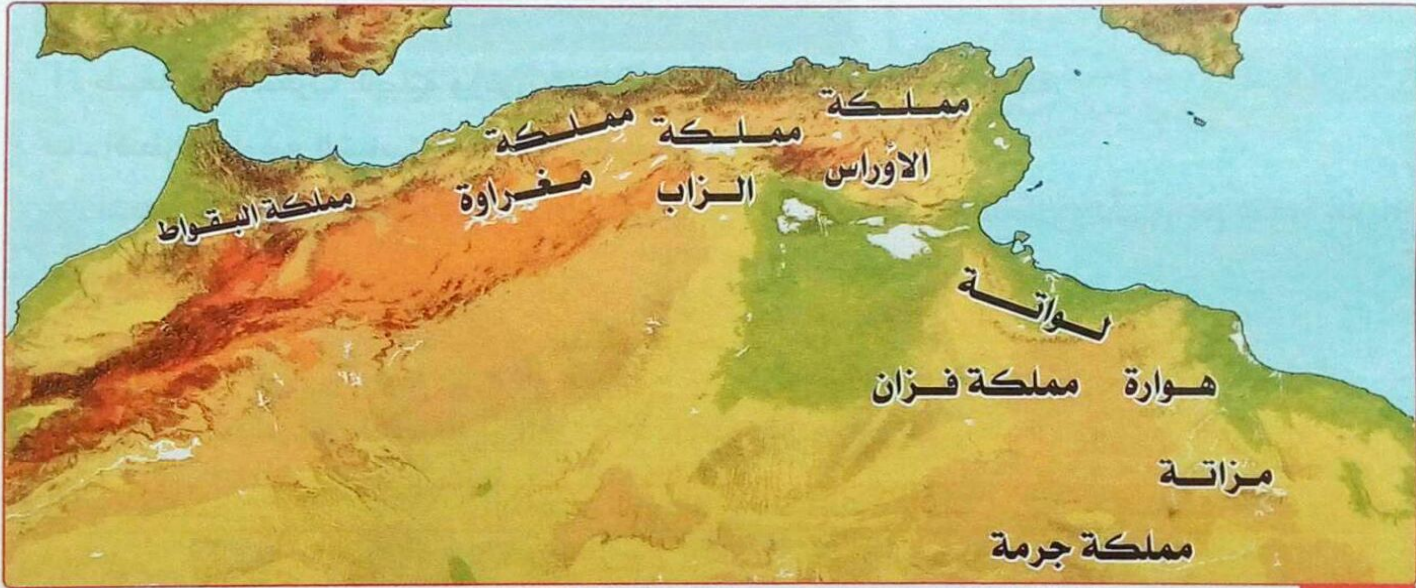 مملكة
الأوراس
مملكة
الزاب
مملكة
مغراوة
مملكة البقواط
لواتة
هوارة
مملكة فزان
مزاتة
مملكة جرمة